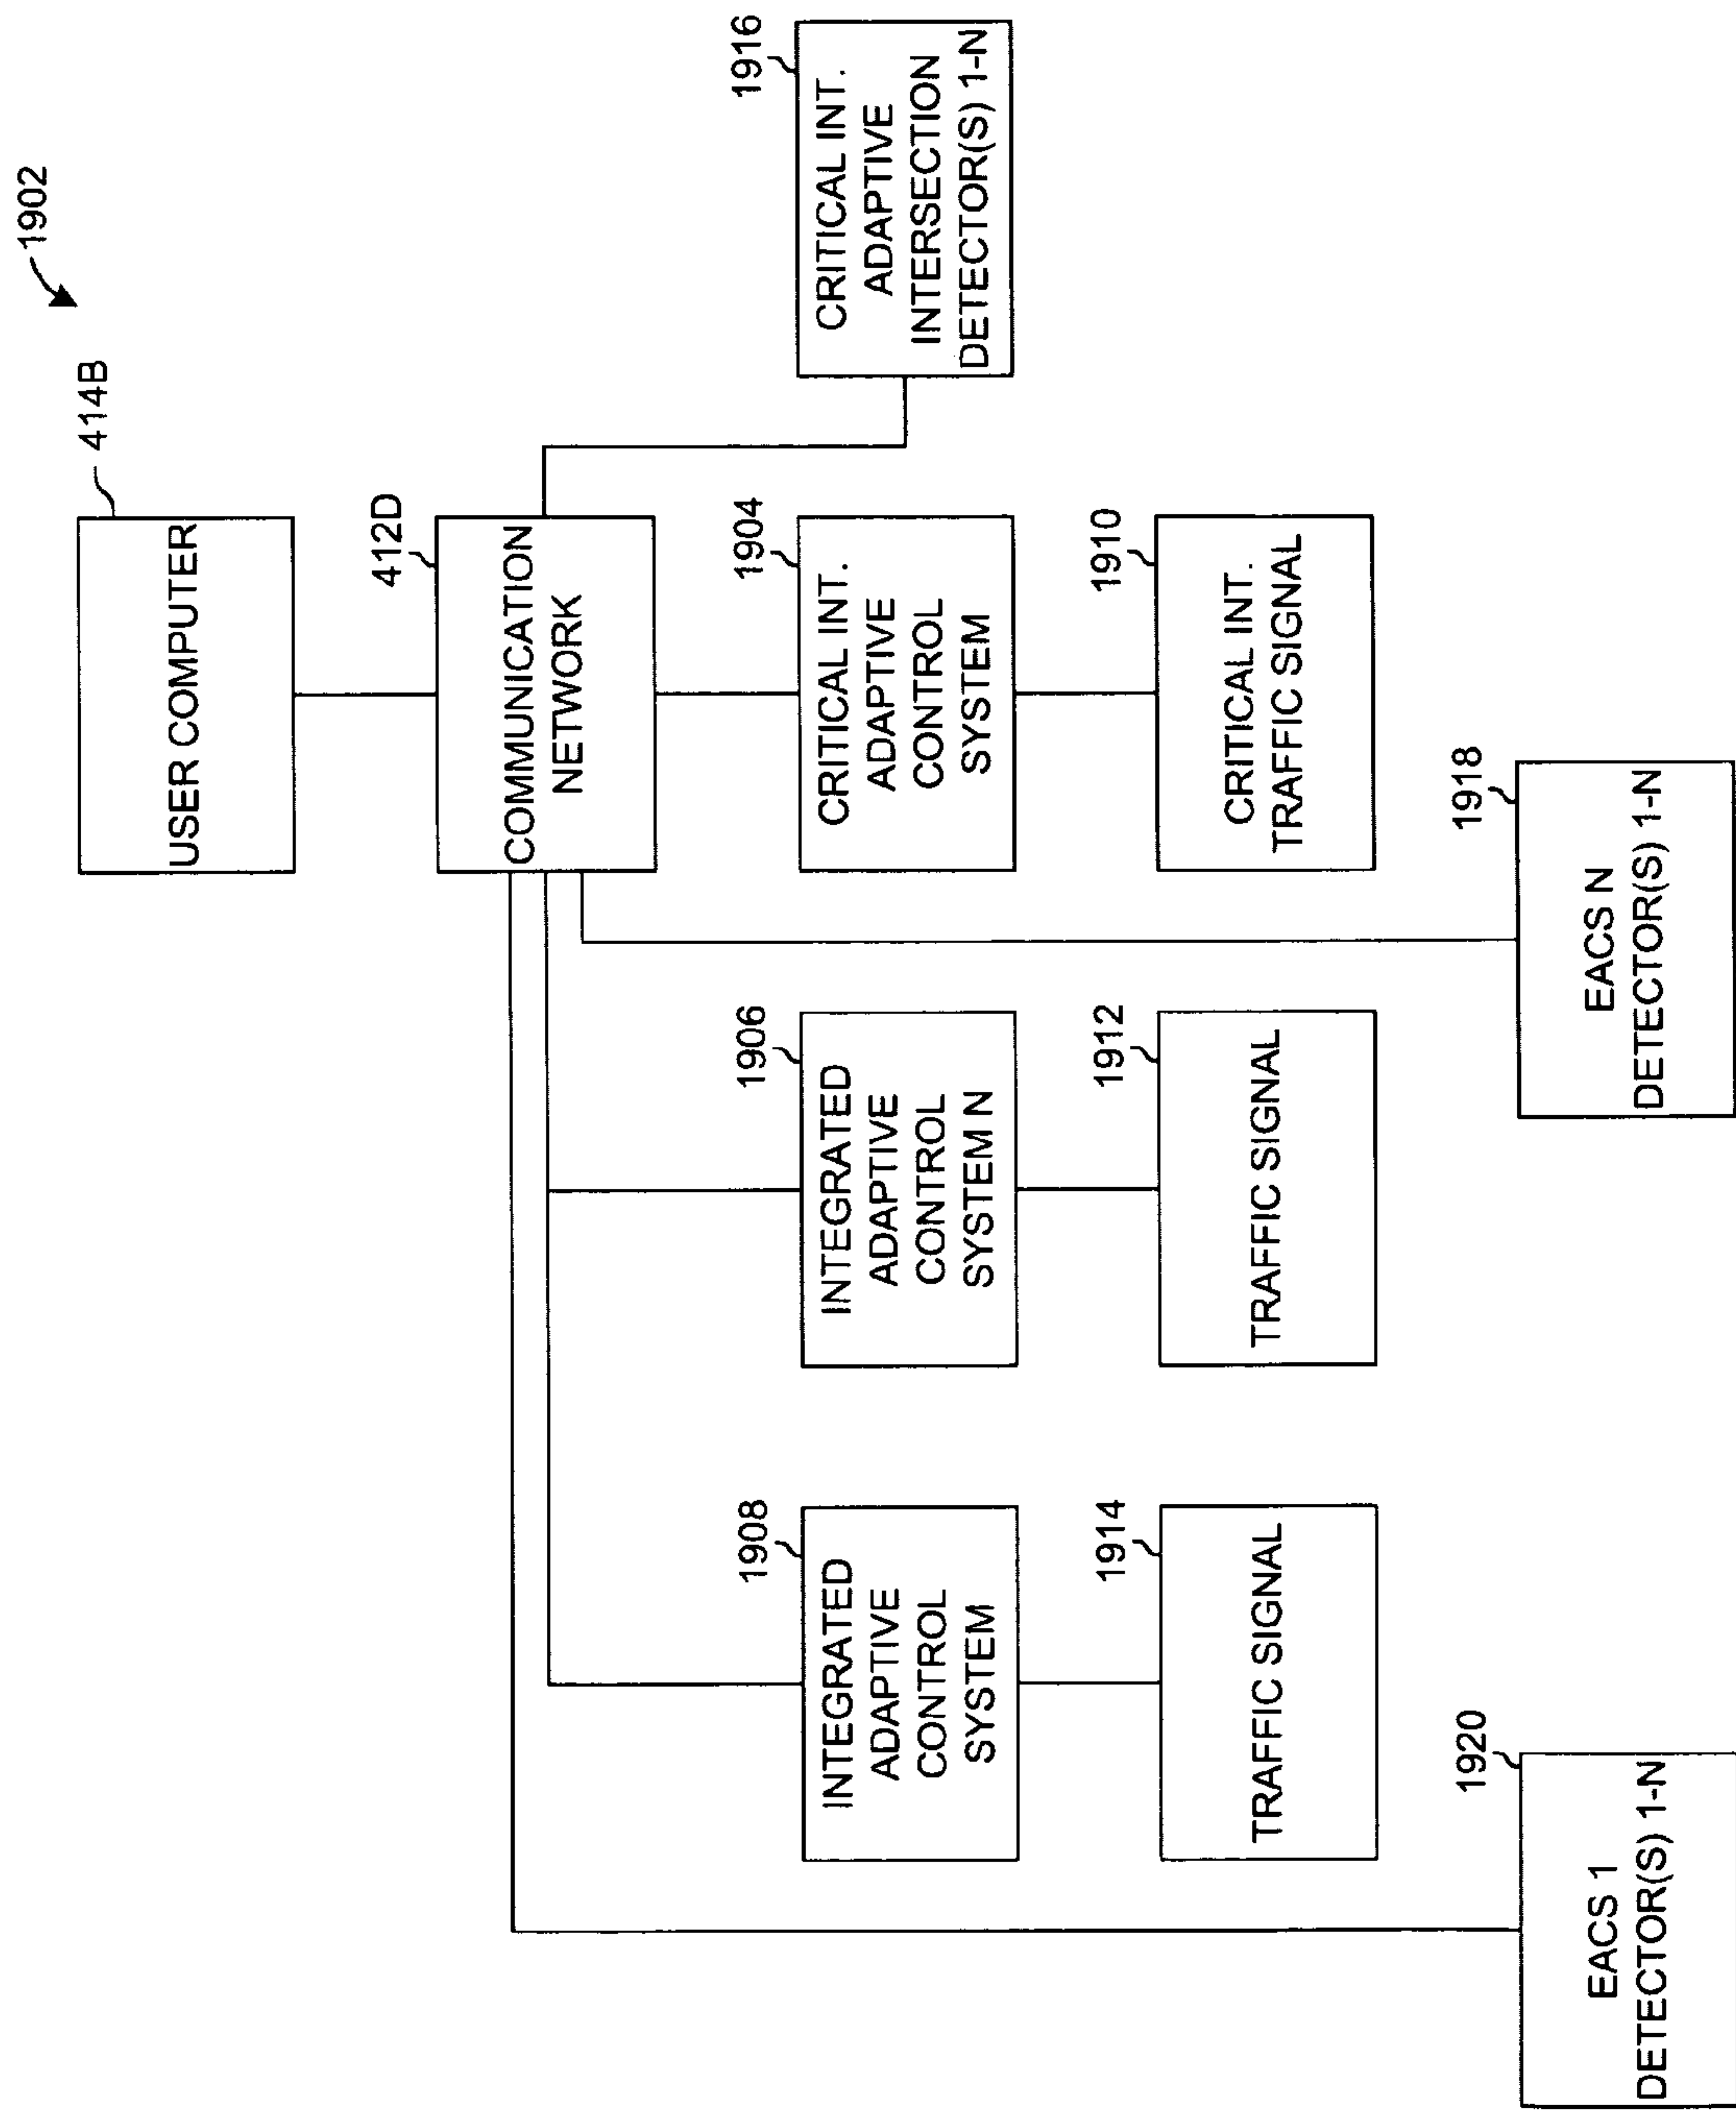 1902
414B
USER COMPUTER
412D
COMMUNICATION
NETWORK
1916
CRITICAL INT.
ADAPTIVE
INTERSECTION
DETECTOR(S) 1-N
1908
INTEGRATED
ADAPTIVE
CONTROL
SYSTEM
1906
INTEGRATED
ADAPTIVE
CONTROL
SYSTEM N
1904
CRITICAL INT.
ADAPTIVE
CONTROL
SYSTEM
1914
TRAFFIC SIGNAL
1912
TRAFFIC SIGNAL
1910
CRITICAL INT.
TRAFFIC SIGNAL
1920
EACS 1
DETECTOR(S) 1-N
1918
EACS N
DETECTOR(S) 1-N